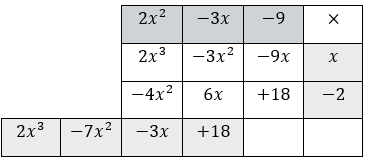 2x² −3x −9 ×
2x³ −3x² −9x x
−4x² 6x +18 −2
2x³ −7x² −3x +18